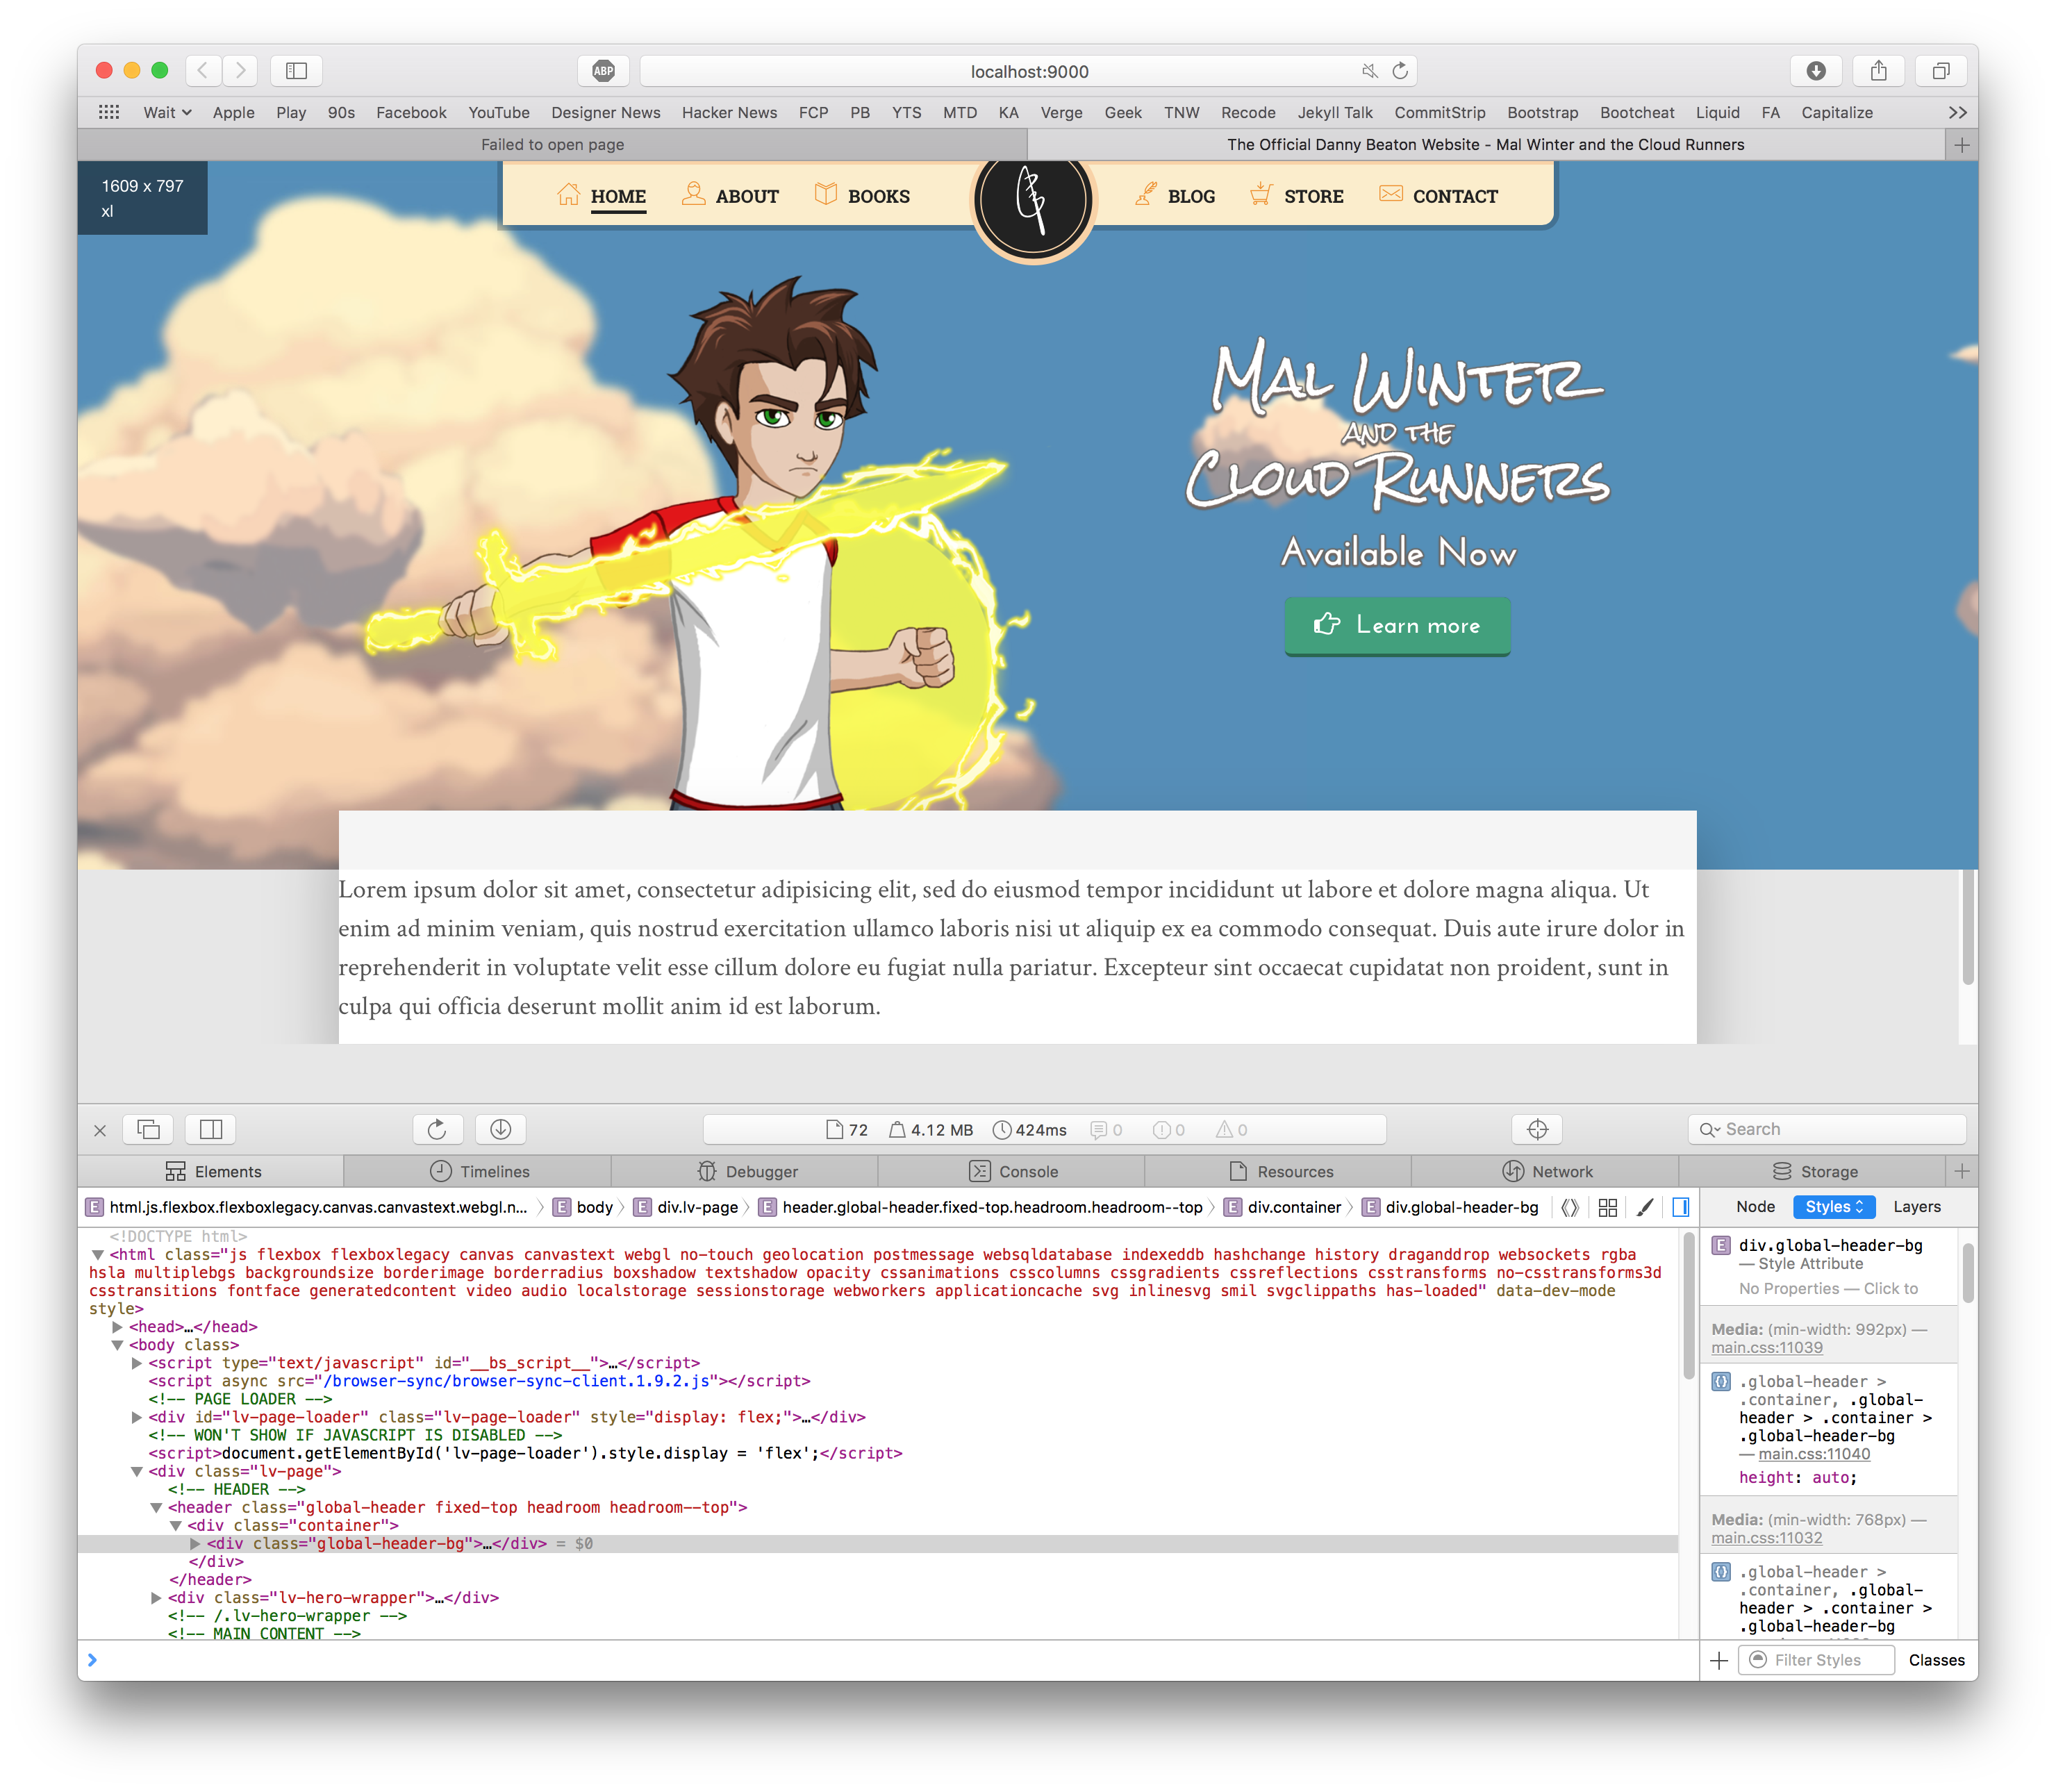 ABP
localhost:9000
Wait Apple Play 90s Facebook YouTube Designer News Hacker News FCP PB YTS MTD KA Verge Geek TNW Recode Jekyll Talk CommitStrip Bootstrap Bootcheat Liquid FA Capitalize
Failed to open page
The Official Danny Beaton Website - Mal Winter and the Cloud Runners
1609 x 797
xl
HOME ABOUT BOOKS BLOG STORE CONTACT
MAL WINTER
AND THE
CLOUD RUNNERS
Available Now
Learn more
Lorem ipsum dolor sit amet, consectetur adipisicing elit, sed do eiusmod tempor incididunt ut labore et dolore magna aliqua. Ut
enim ad minim veniam, quis nostrud exercitation ullamco laboris nisi ut aliquip ex ea commodo consequat. Duis aute irure dolor in
reprehenderit in voluptate velit esse cillum dolore eu fugiat nulla pariatur. Excepteur sint occaecat cupidatat non proident, sunt in
culpa qui officia deserunt mollit anim id est laborum.
72 4.12 MB 424ms 0 0 0
Search
Elements Timelines Debugger Console Resources Network Storage
E html.js.flexbox.flexboxlegacy.canvas.canvastext.webgl.n... E body E div.lv-page E header.global-header.fixed-top.headroom.headroom--top E div.container E div.global-header-bg
<!DOCTYPE html>
<html class="js flexbox flexboxlegacy canvas canvastext webgl no-touch geolocation postmessage websqldatabase indexeddb hashchange history draganddrop websockets rgba
hsla multiplebgs backgroundsize borderimage borderradius boxshadow textshadow opacity cssanimations csscolumns cssgradients cssreflections csstransforms no-csstransforms3d
csstransitions fontface generatedcontent video audio localstorage sessionstorage webworkers applicationcache svg inlinesvg smil svgclippaths has-loaded" data-dev-mode
style>
<head>…</head>
<body class>
<script type="text/javascript" id="__bs_script__">…</script>
<script async src="/browser-sync/browser-sync-client.1.9.2.js"></script>
<!-- PAGE LOADER -->
<div id="lv-page-loader" class="lv-page-loader" style="display: flex;">…</div>
<!-- WON'T SHOW IF JAVASCRIPT IS DISABLED -->
<script>document.getElementById('lv-page-loader').style.display = 'flex';</script>
<div class="lv-page">
<!-- HEADER -->
<header class="global-header fixed-top headroom headroom--top">
<div class="container">
<div class="global-header-bg">…</div> = $0
</div>
</header>
<div class="lv-hero-wrapper">…</div>
<!-- /.lv-hero-wrapper -->
<!-- MAIN CONTENT -->
Node Styles Layers
E div.global-header-bg
— Style Attribute
No Properties — Click to
Media: (min-width: 992px) —
main.css:11039
.global-header >
.container, .global-
header > .container >
.global-header-bg
— main.css:11040
height: auto;
Media: (min-width: 768px) —
main.css:11032
.global-header >
.container, .global-
header > .container >
.global-header-bg
Filter Styles Classes